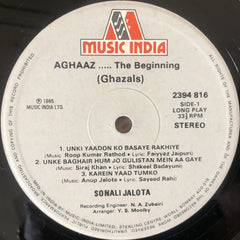 MUSIC INDIA
AGHAAZ ..... The Beginning
(Ghazals)
2394 816
SIDE-1
LONG PLAY
33⅓ RPM
STEREO
℗ 1985
MUSIC INDIA LTD.
1. UNKI YAADON KO BASAYE RAKHIYE
(Music: Roop Kumar Rathod • Lyric: Faiyyaz Jaipuri)
2. UNKE BAGHAIR HUM JO GULISTAN MEIN AA GAYE
(Music: Siraj Khan • Lyric: Shakeel Badayuni)
3. KAREIN YAAD TUMKO
(Music: Anup Jalota • Lyric: Sayeed Rahi)
SONALI JALOTA
Recording Engineer: N. A. Zubairi
Arranger: Y. S. Moolky